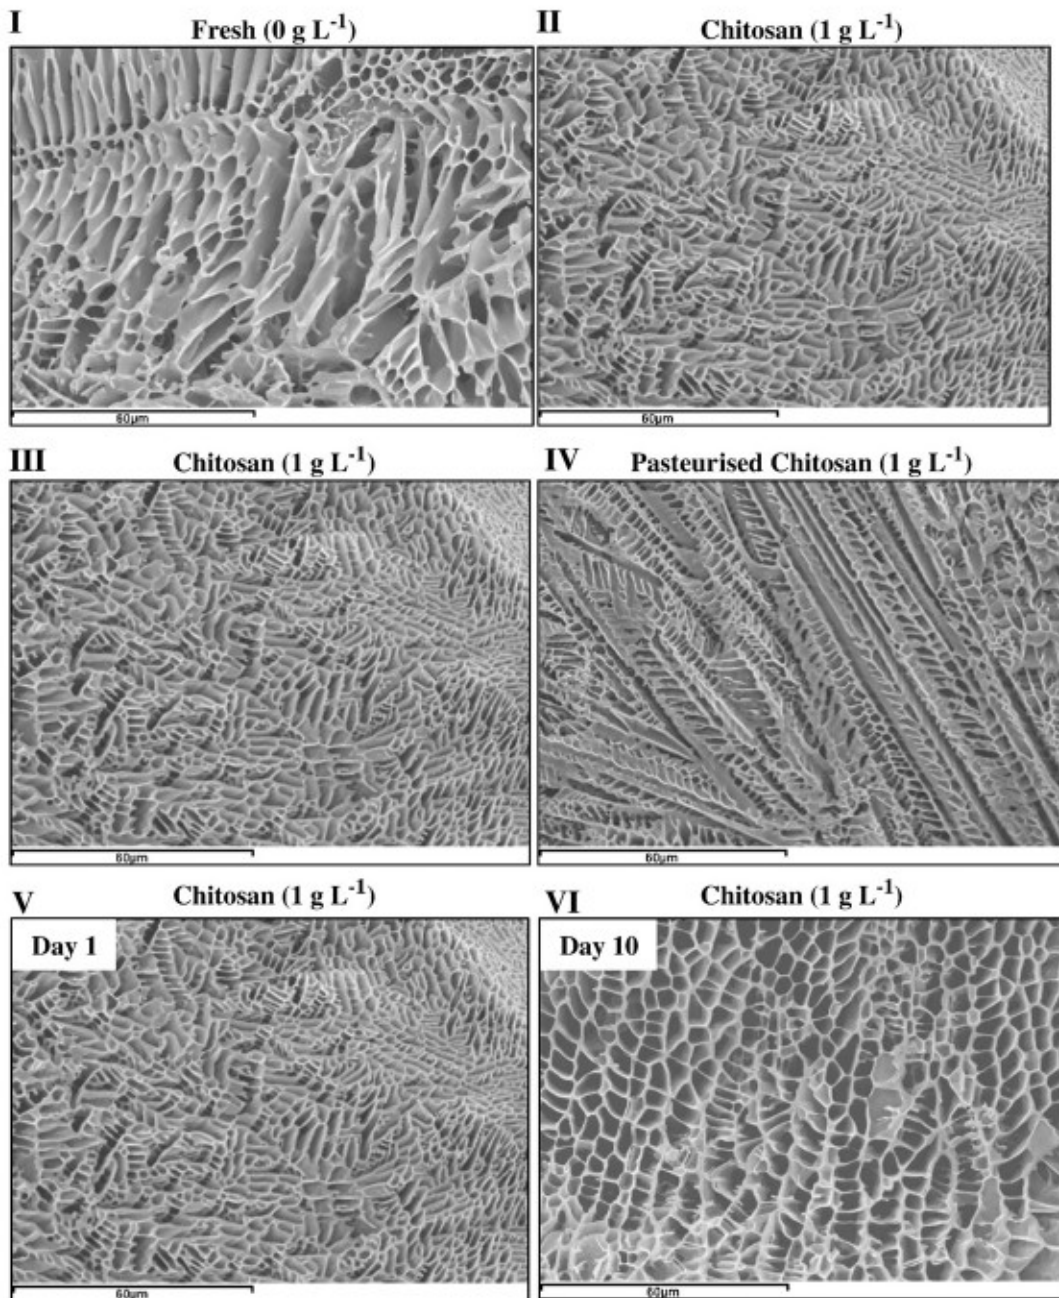 I Fresh (0 g L⁻¹)
II Chitosan (1 g L⁻¹)
60µm
60µm
III Chitosan (1 g L⁻¹)
IV Pasteurised Chitosan (1 g L⁻¹)
60µm
60µm
V Chitosan (1 g L⁻¹)
Day 1
VI Chitosan (1 g L⁻¹)
Day 10
60µm
60µm